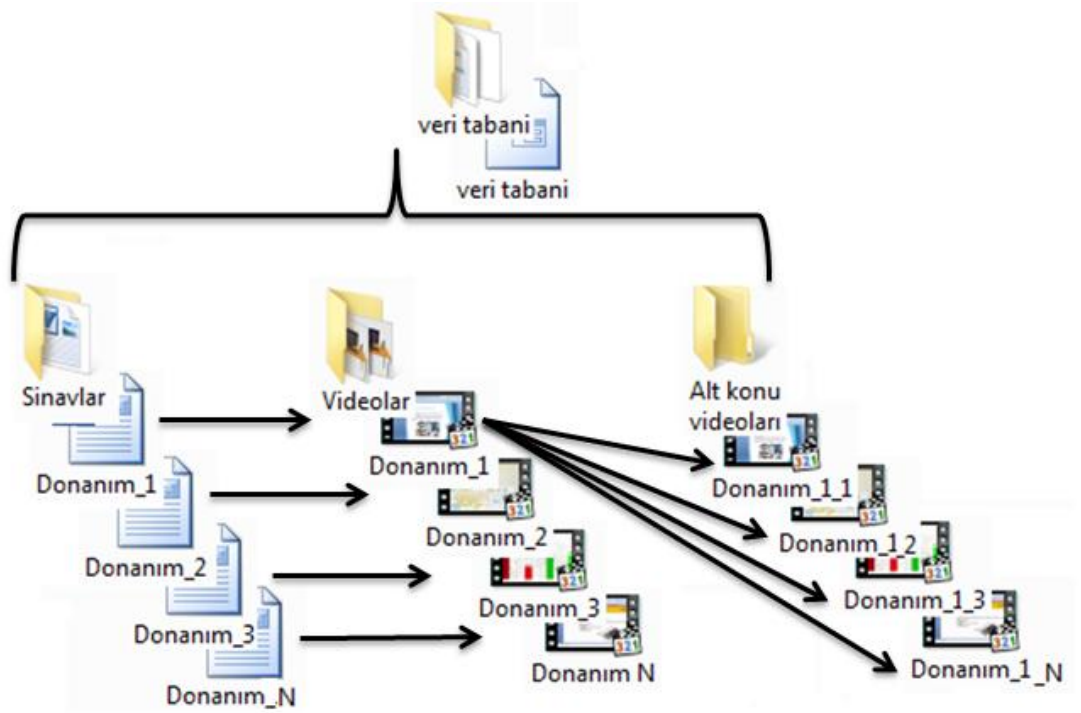 veri tabani
veri tabani
Sinavlar
Donanım_1
Donanım_2
Donanım_3
Donanım_N
Videolar
Donanım_1
Donanım_2
Donanım_3
Donanım N
Alt konu
videoları
Donanım_1_1
Donanım_1_2
Donanım_1_3
Donanım_1_N